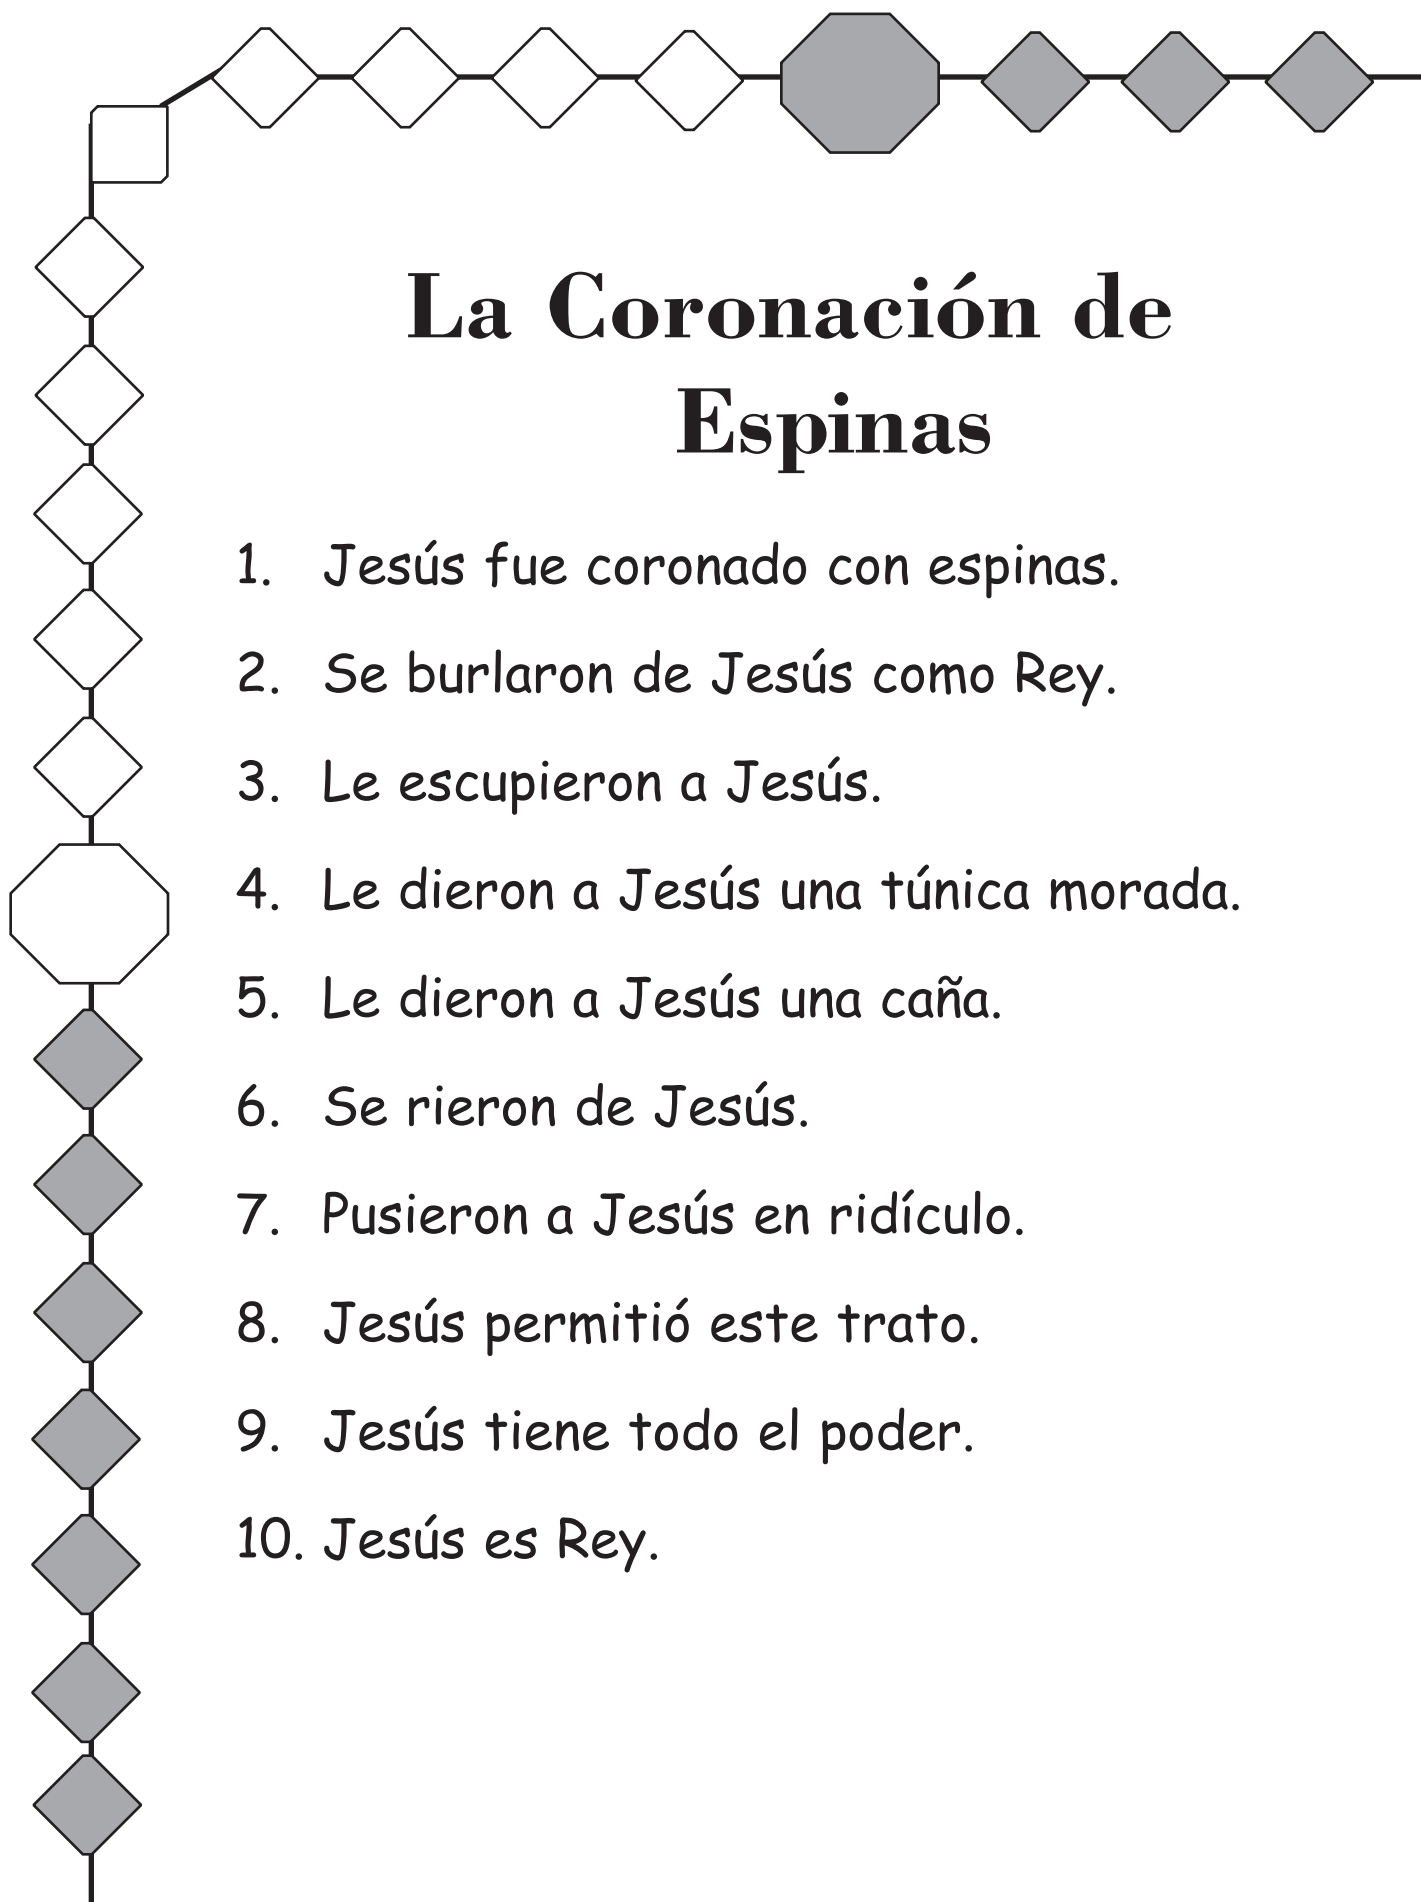 La Coronación de
Espinas
1. Jesús fue coronado con espinas.
2. Se burlaron de Jesús como Rey.
3. Le escupieron a Jesús.
4. Le dieron a Jesús una túnica morada.
5. Le dieron a Jesús una caña.
6. Se rieron de Jesús.
7. Pusieron a Jesús en ridículo.
8. Jesús permitió este trato.
9. Jesús tiene todo el poder.
10. Jesús es Rey.